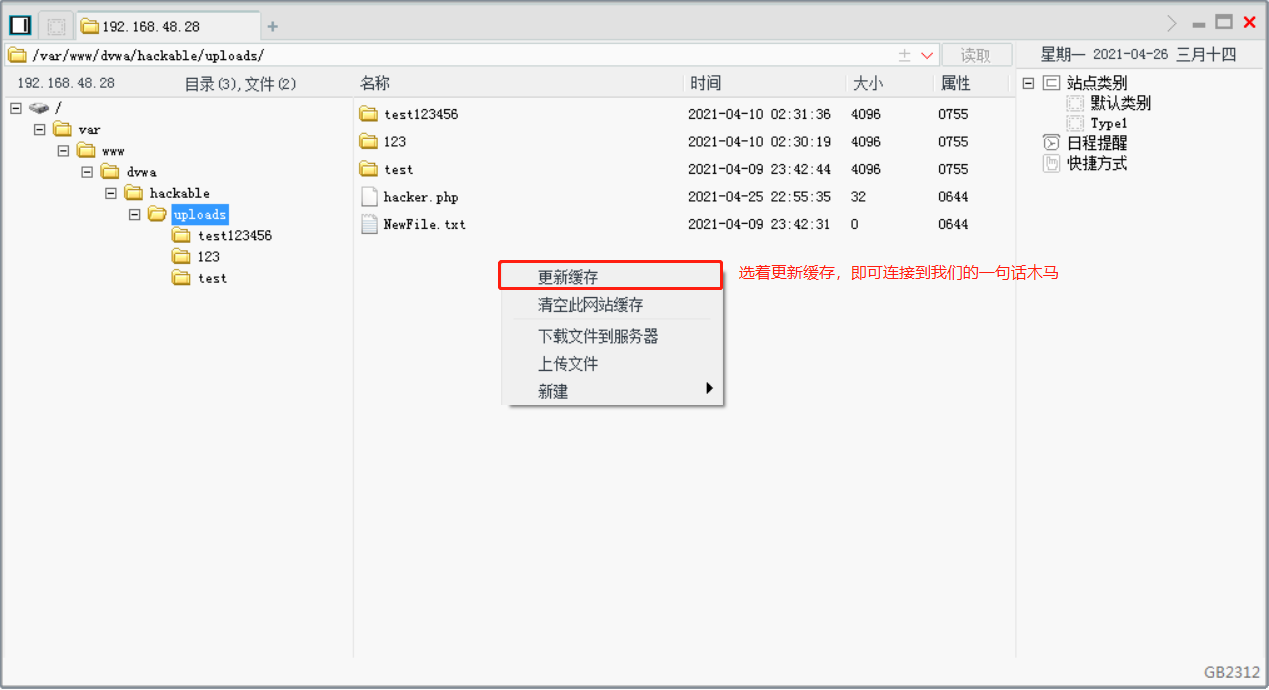 192.168.48.28
/var/www/dvwa/hackable/uploads/
读取
星期一 2021-04-26 三月十四
192.168.48.28 目录(3),文件(2)
名称 时间 大小 属性
/
var
www
dvwa
hackable
uploads
test123456
123
test
test123456 2021-04-10 02:31:36 4096 0755
123 2021-04-10 02:30:19 4096 0755
test 2021-04-09 23:42:44 4096 0755
hacker.php 2021-04-25 22:55:35 32 0644
NewFile.txt 2021-04-09 23:42:31 0 0644
更新缓存
清空此网站缓存
下载文件到服务器
上传文件
新建
选着更新缓存，即可连接到我们的一句话木马
站点类别
默认类别
Type1
日程提醒
快捷方式
GB2312